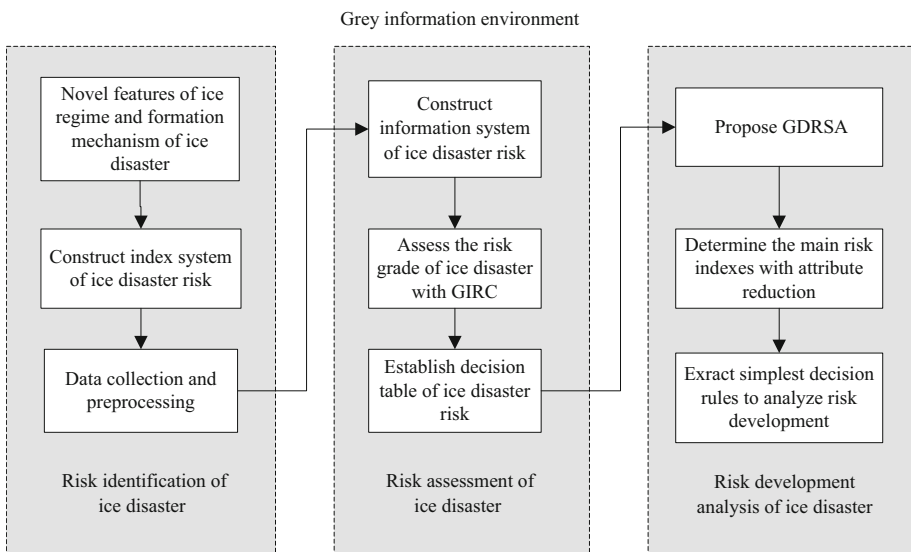 Grey information environment
Novel features of ice
regime and formation
mechanism of ice
disaster
Construct index system
of ice disaster risk
Data collection and
preprocessing
Risk identification of
ice disaster
Construct
information system
of ice disaster risk
Assess the risk
grade of ice disaster
with GIRC
Establish decision
table of ice disaster
risk
Risk assessment of
ice disaster
Propose GDRSA
Determine the main risk
indexes with attribute
reduction
Exract simplest decision
rules to analyze risk
development
Risk development
analysis of ice disaster